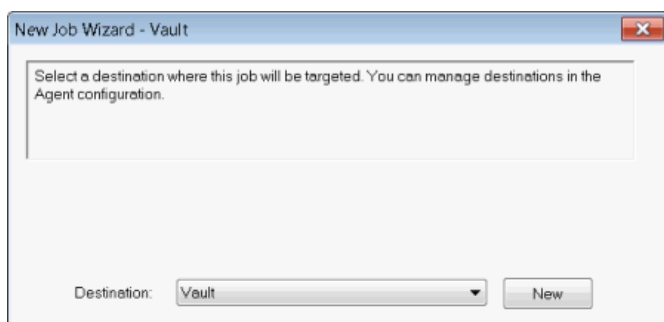 New Job Wizard - Vault
Select a destination where this job will be targeted. You can manage destinations in the
Agent configuration.
Destination: Vault New